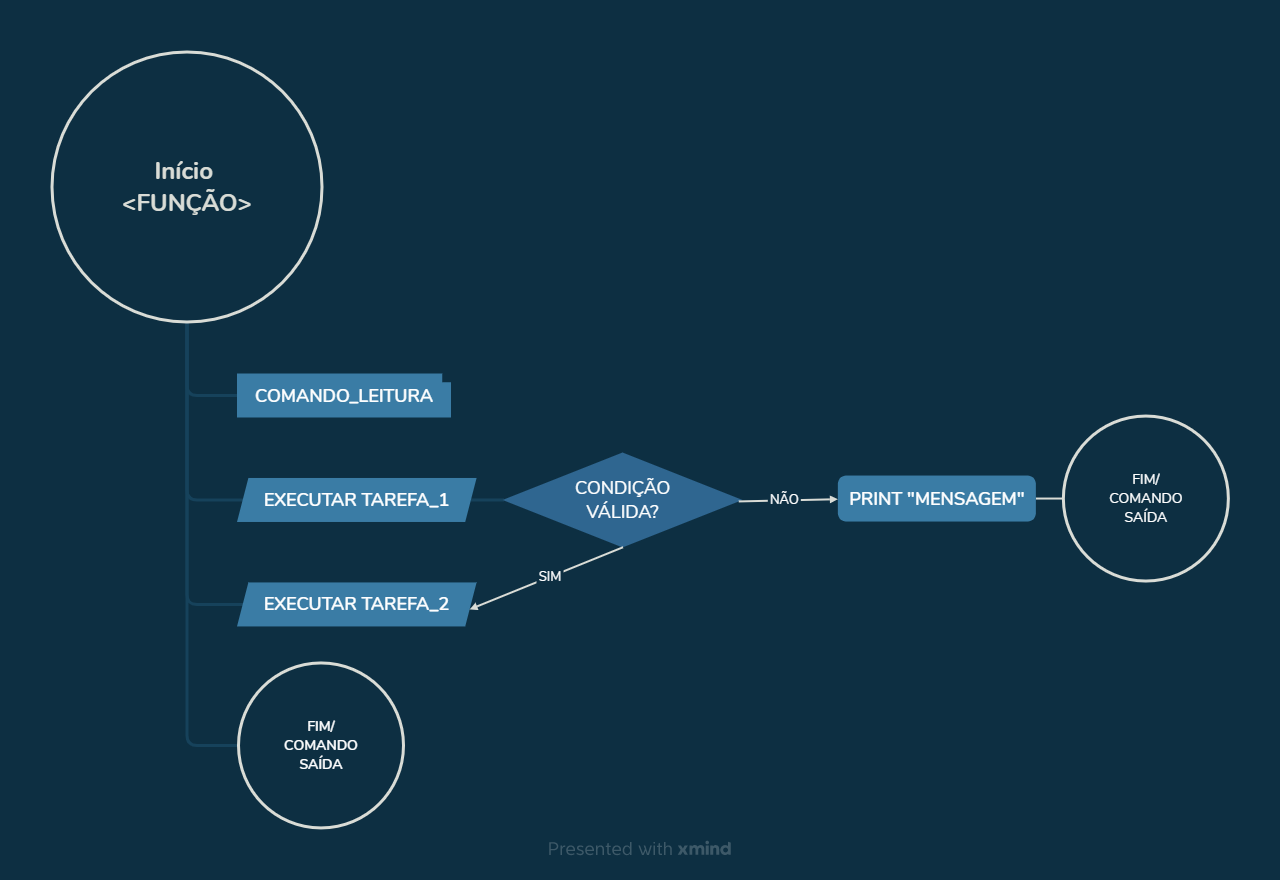 Início
<FUNÇÃO>
COMANDO_LEITURA
EXECUTAR TAREFA_1
CONDIÇÃO
VÁLIDA?
NÃO
PRINT "MENSAGEM"
FIM/
COMANDO
SAÍDA
SIM
EXECUTAR TAREFA_2
FIM/
COMANDO
SAÍDA
Presented with xmind